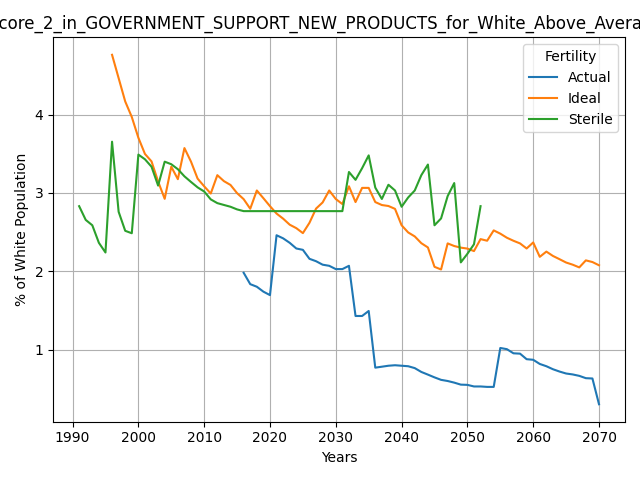 core_2_in_GOVERNMENT_SUPPORT_NEW_PRODUCTS_for_White_Above_Avera
Fertility
Actual
Ideal
Sterile
% of White Population
4
3
2
1
1990 2000 2010 2020 2030 2040 2050 2060 2070
Years